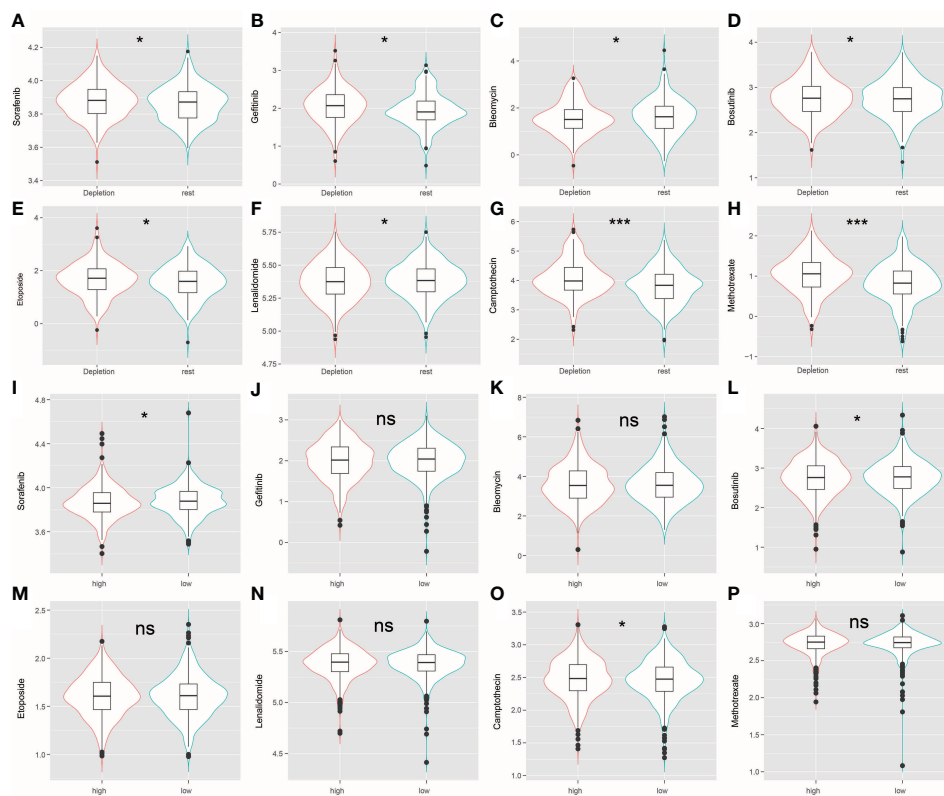 A
*
Sorafenib
4.2
4.0
3.8
3.6
3.4
Depletion rest
B
*
Gefitinib
4
3
2
1
0
Depletion rest
C
*
Bleomycin
4
2
0
Depletion rest
D
*
Bosutinib
4
3
2
1
Depletion rest
E
*
Etoposide
4
2
0
Depletion rest
F
*
Lenalidomide
5.75
5.50
5.25
5.00
4.75
Depletion rest
G
***
Camptothecin
6
5
4
3
2
Depletion rest
H
***
Methotrexate
2
1
0
-1
Depletion rest
I
*
Sorafenib
4.8
4.4
4.0
3.6
high low
J
ns
Gefitinib
3
2
1
0
high low
K
ns
Bleomycin
8
6
4
2
0
high low
L
*
Bosutinib
4
3
2
1
high low
M
ns
Etoposide
2.5
2.0
1.5
1.0
high low
N
ns
Lenalidomide
5.5
5.0
4.5
high low
O
*
Camptothecin
3.5
3.0
2.5
2.0
1.5
1.0
high low
P
ns
Methotrexate
3.0
2.5
2.0
1.5
1.0
high low